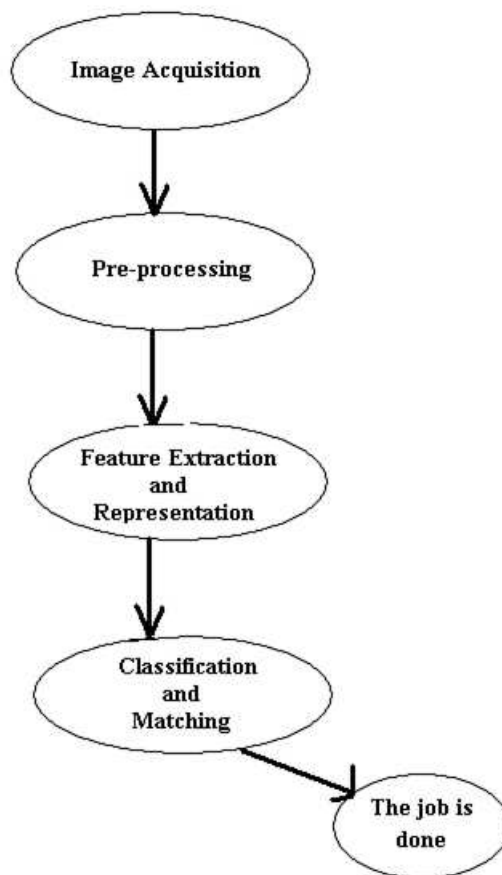 Image Acquisition
Pre-processing
Feature Extraction
and
Representation
Classification
and
Matching
The job is
done